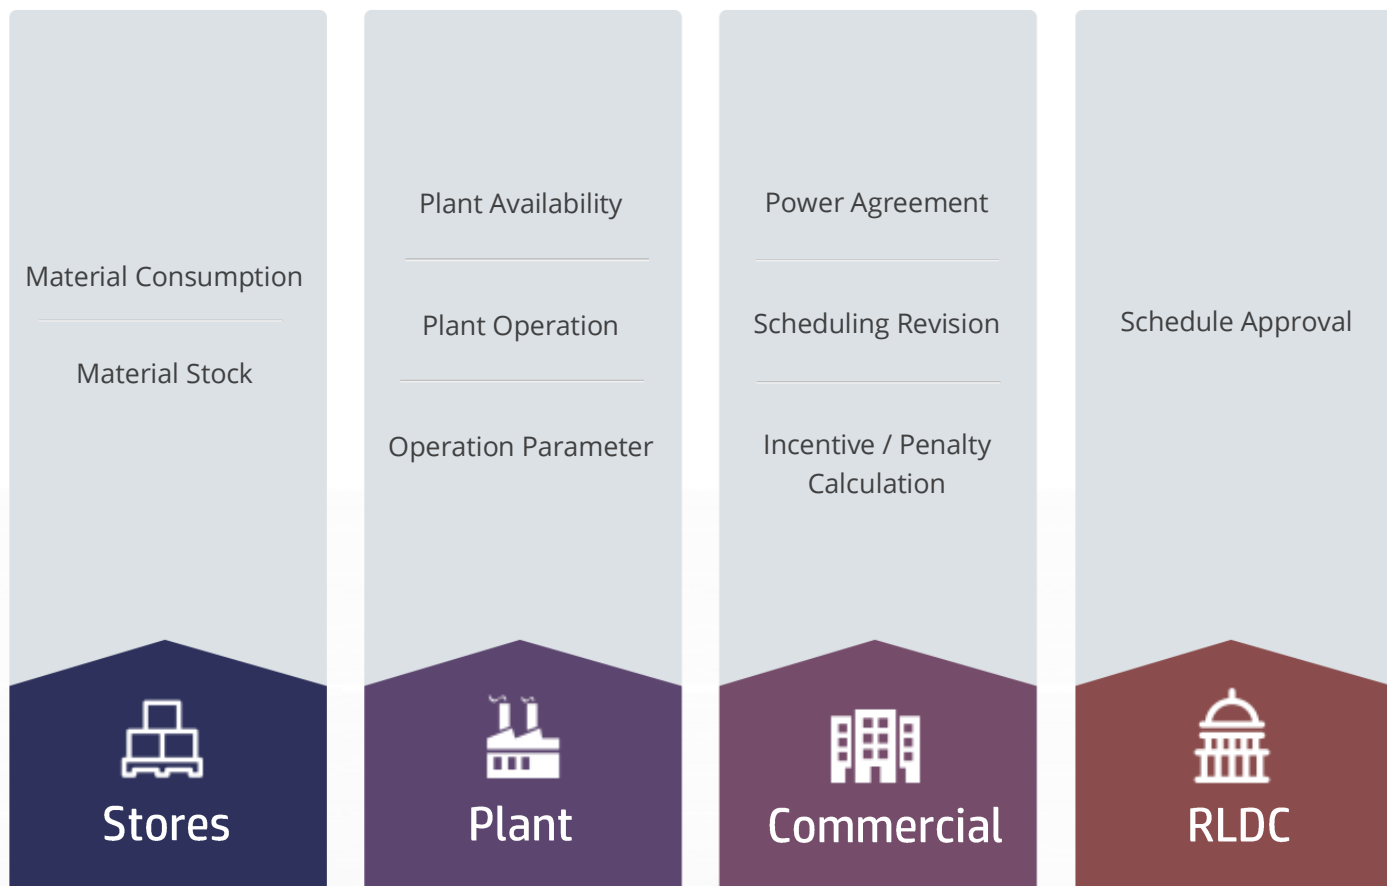 Material Consumption
Material Stock
Stores
Plant Availability
Plant Operation
Operation Parameter
Plant
Power Agreement
Scheduling Revision
Incentive / Penalty
Calculation
Commercial
Schedule Approval
RLDC